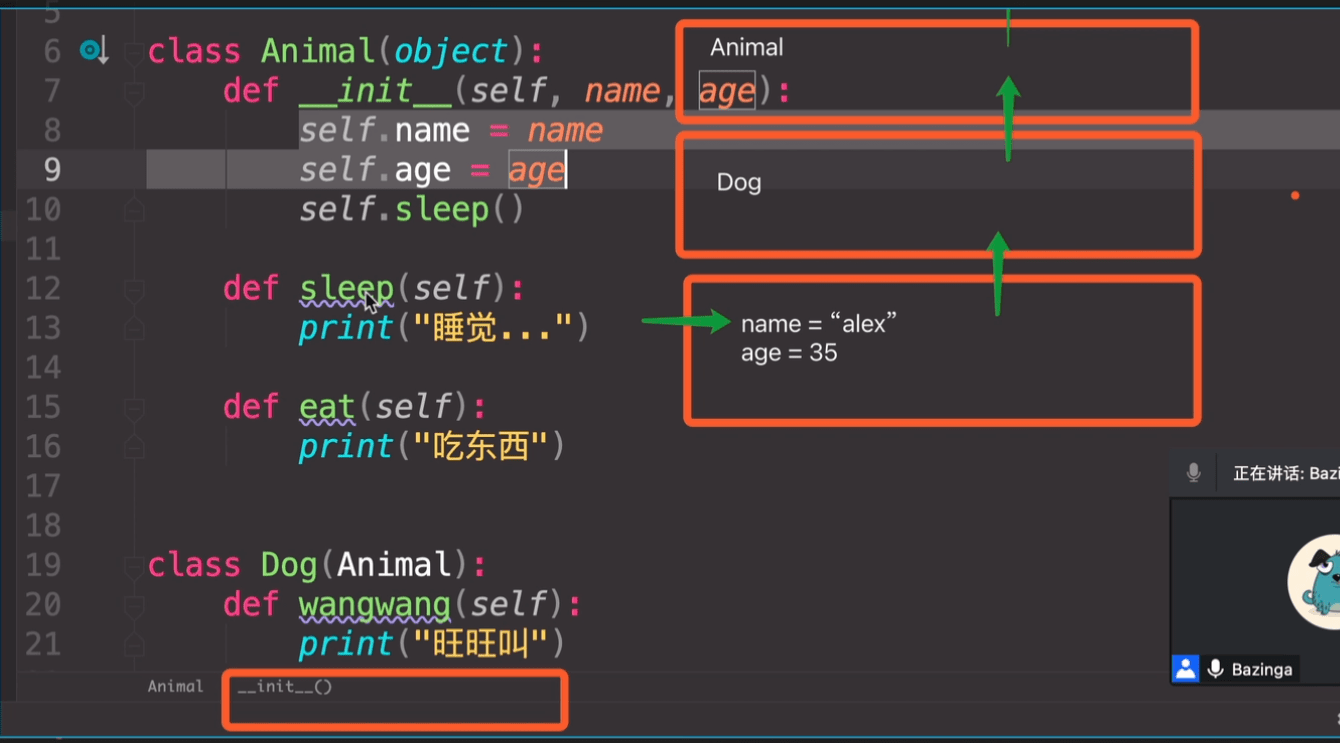 5
6 class Animal(object):
7 def __init__(self, name, age):
8 self.name = name
9 self.age = age
10 self.sleep()
11
12 def sleep(self):
13 print("睡觉...")
14
15 def eat(self):
16 print("吃东西")
17
18
19 class Dog(Animal):
20 def wangwang(self):
21 print("旺旺叫")
Animal __init__()
Animal
Dog
name = “alex”
age = 35
正在讲话: Bazi
Bazinga